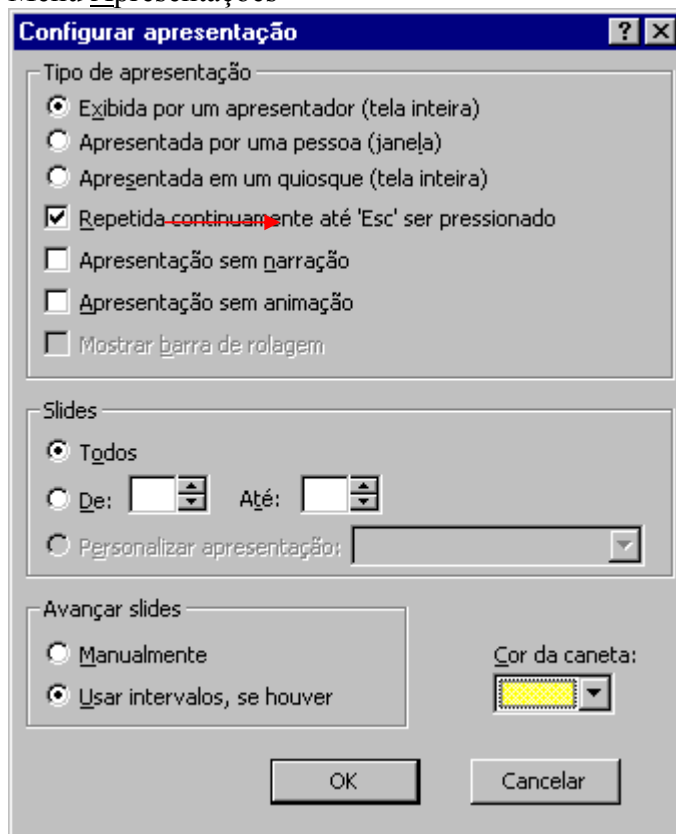 Menu Apresentações
Configurar apresentação
Tipo de apresentação
Exibida por um apresentador (tela inteira)
Apresentada por uma pessoa (janela)
Apresentada em um quiosque (tela inteira)
Repetida continuamente até 'Esc' ser pressionado
Apresentação sem narração
Apresentação sem animação
Mostrar barra de rolagem
Slides
Todos
De: Até:
Personalizar apresentação:
Avançar slides
Manualmente
Cor da caneta:
Usar intervalos, se houver
OK Cancelar